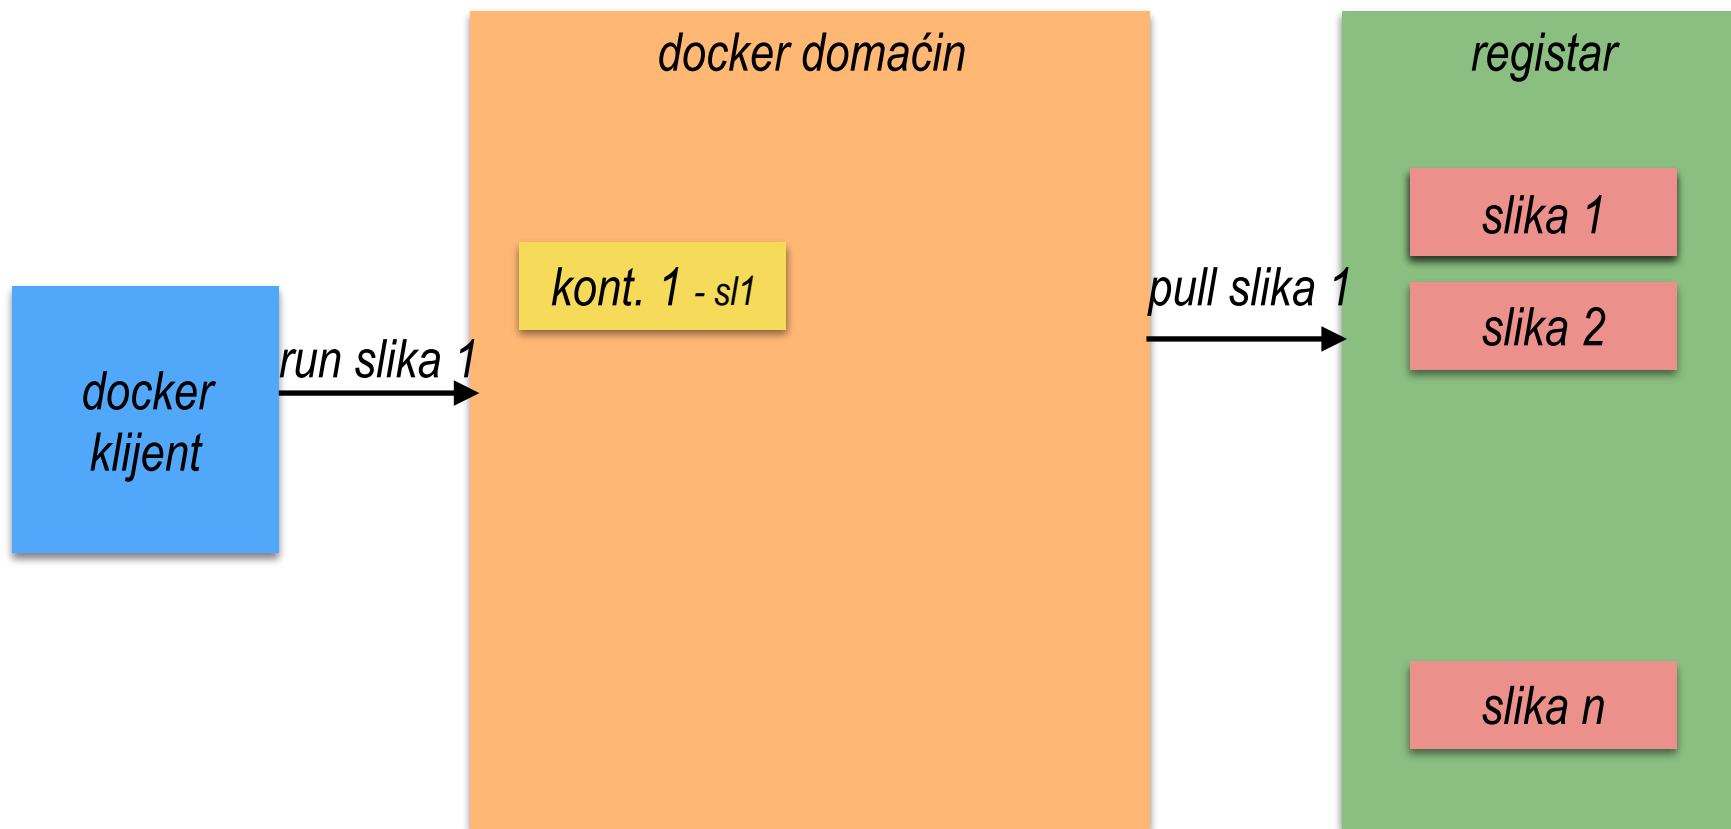 docker domaćin
registar
slika 1
kont. 1 - sl1
pull slika 1
slika 2
run slika 1
docker
klijent
slika n